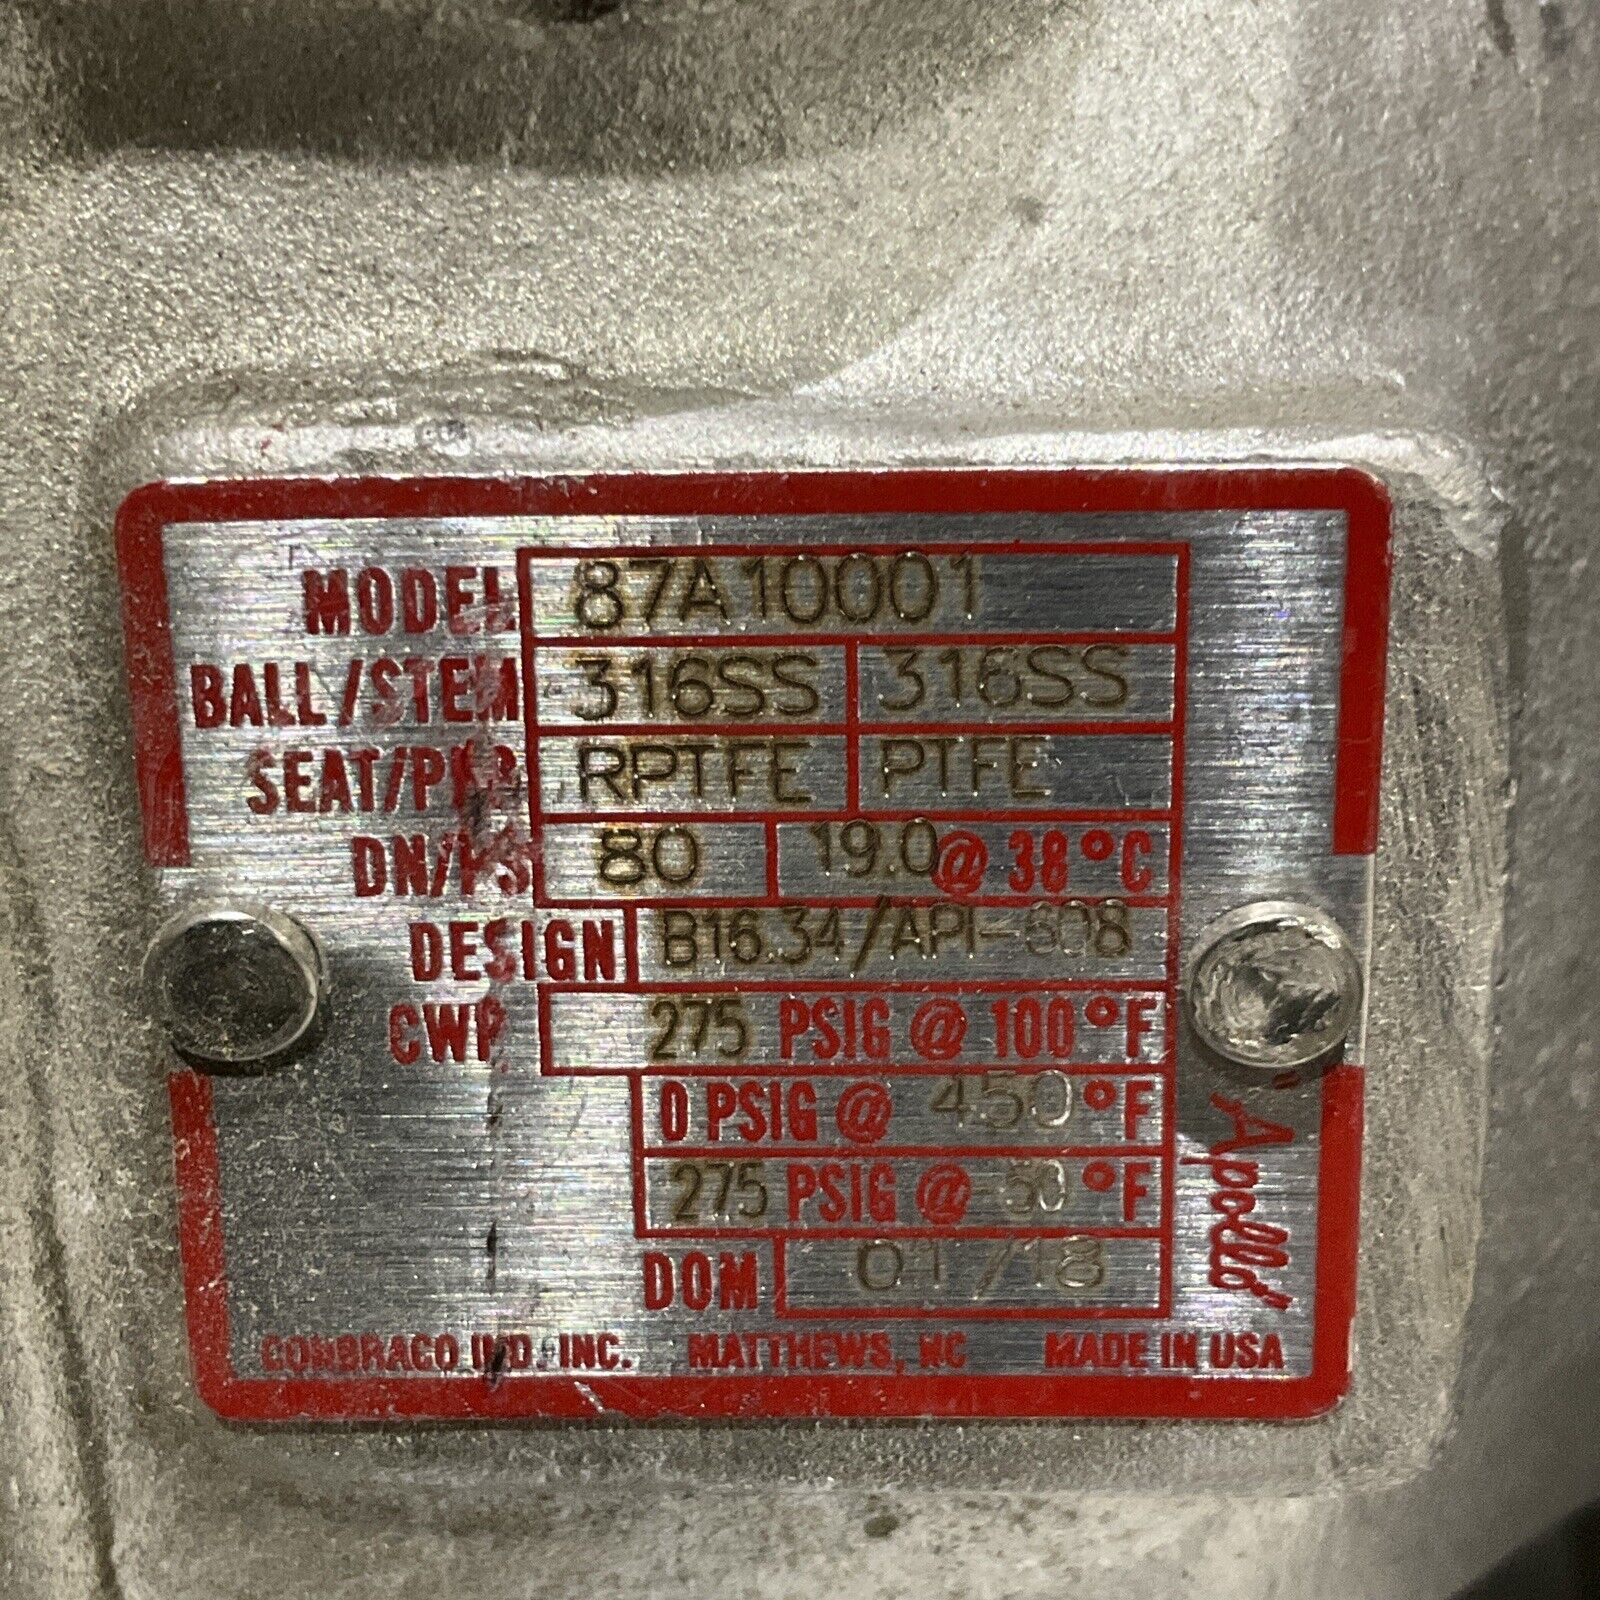 MODEL 87A10001
BALL/STEM 316SS 316SS
SEAT/PKG RPTFE PTFE
DN/PS 80 19.0 @ 38°C
DESIGN B16.34/API-608
CWP 275 PSIG @ 100°F
0 PSIG @ 450°F
275 PSIG @ -50°F
DOM 01/18
CONBRACO IND. INC. MATTHEWS, NC MADE IN USA
"Apollo"